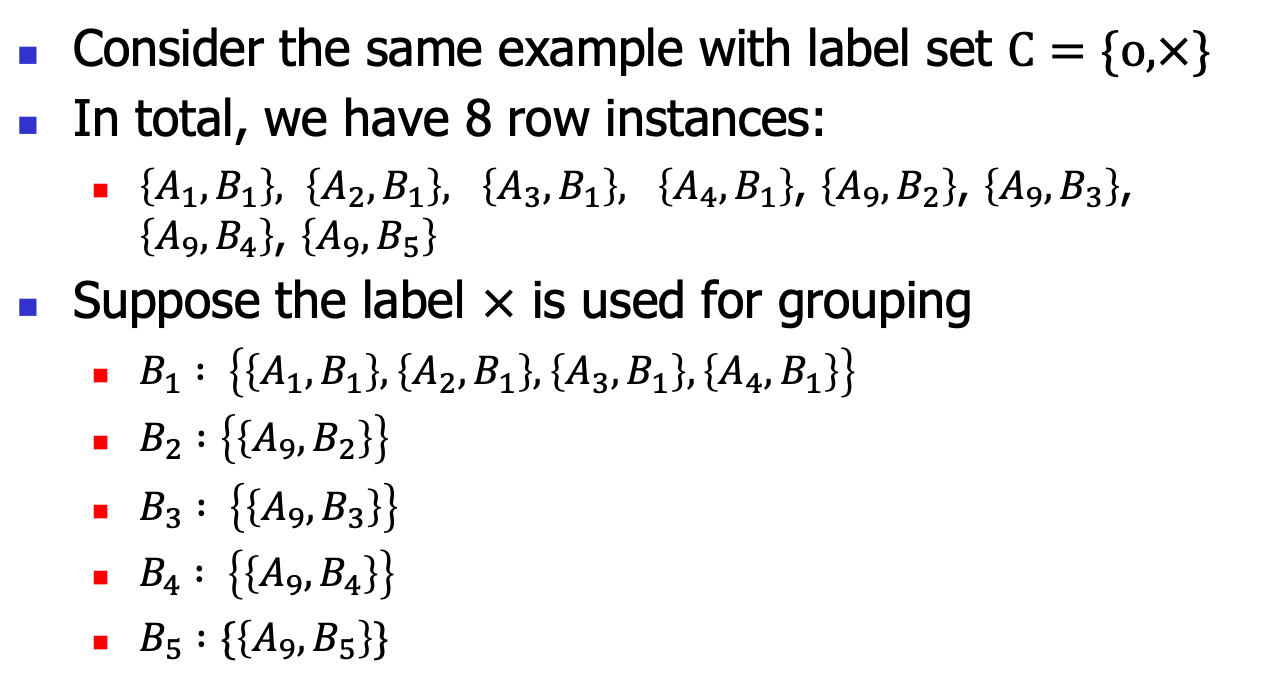 Consider the same example with label set C = {o,×}
In total, we have 8 row instances:
{A₁, B₁}, {A₂, B₁}, {A₃, B₁}, {A₄, B₁}, {A₉, B₂}, {A₉, B₃},
{A₉, B₄}, {A₉, B₅}
Suppose the label × is used for grouping
B₁ : {{A₁, B₁}, {A₂, B₁}, {A₃, B₁}, {A₄, B₁}}
B₂ : {{A₉, B₂}}
B₃ : {{A₉, B₃}}
B₄ : {{A₉, B₄}}
B₅ : {{A₉, B₅}}